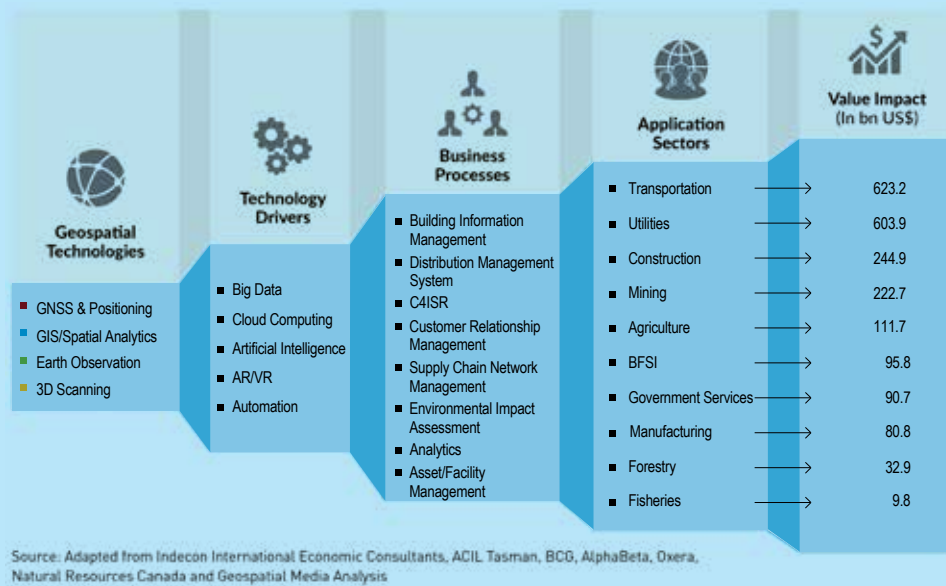 Geospatial
Technologies
GNSS & Positioning
GIS/Spatial Analytics
Earth Observation
3D Scanning
Technology
Drivers
Big Data
Cloud Computing
Artificial Intelligence
AR/VR
Automation
Business
Processes
Building Information
Management
Distribution Management
System
C4ISR
Customer Relationship
Management
Supply Chain Network
Management
Environmental Impact
Assessment
Analytics
Asset/Facility
Management
Application
Sectors
Value Impact
(In bn US$)
Transportation 623.2
Utilities 603.9
Construction 244.9
Mining 222.7
Agriculture 111.7
BFSI 95.8
Government Services 90.7
Manufacturing 80.8
Forestry 32.9
Fisheries 9.8
Source: Adapted from Indecon International Economic Consultants, ACIL Tasman, BCG, AlphaBeta, Oxera,
Natural Resources Canada and Geospatial Media Analysis